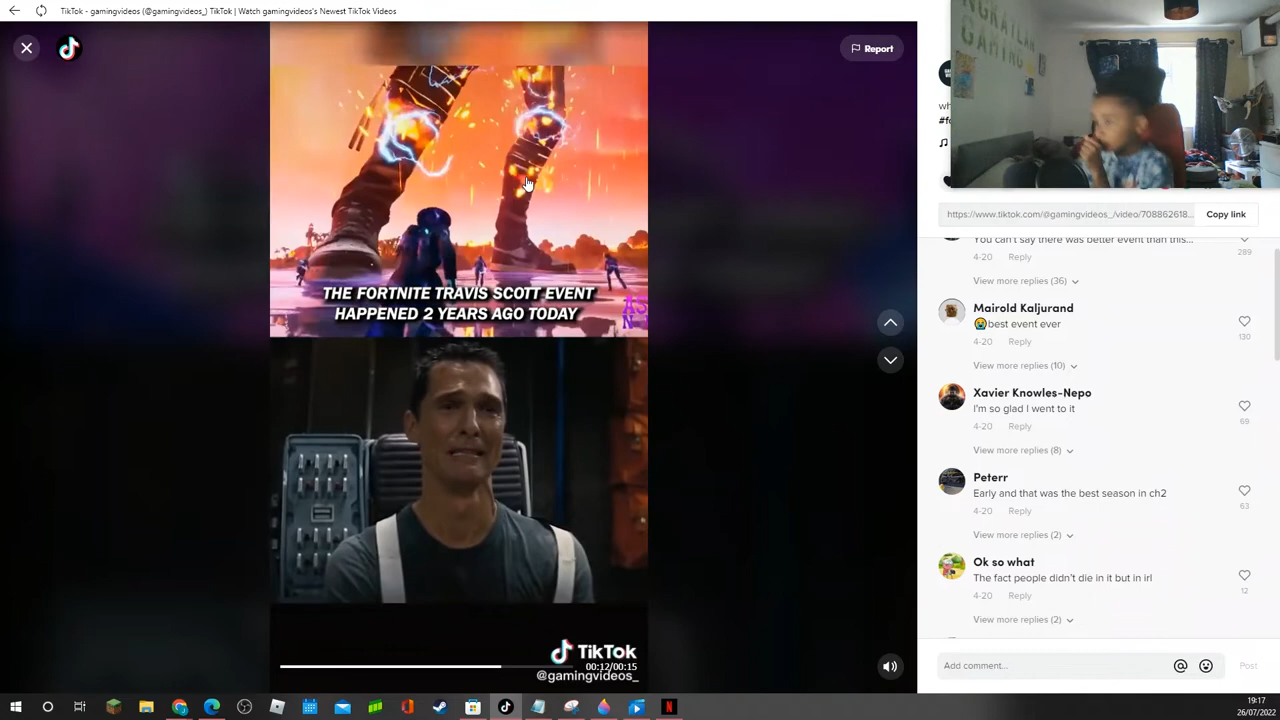 TikTok - gamingvideos (@gamingvideos_) TikTok | Watch gamingvideos's Newest TikTok Videos
Report
THE FORTNITE TRAVIS SCOTT EVENT
HAPPENED 2 YEARS AGO TODAY
TikTok
00:12/00:15
@gamingvideos_
GAMING
https://www.tiktok.com/@gamingvideos_/video/708862618...
Copy link
You can't say there was better event than this...
4-20 Reply
289
View more replies (36)
Mairold Kaljurand
😭best event ever
4-20 Reply
130
View more replies (10)
Xavier Knowles-Nepo
I'm so glad I went to it
4-20 Reply
69
View more replies (8)
Peterr
Early and that was the best season in ch2
4-20 Reply
63
View more replies (2)
Ok so what
The fact people didn't die in it but in irl
4-20 Reply
12
View more replies (2)
Add comment...
Post
19:17
26/07/2022